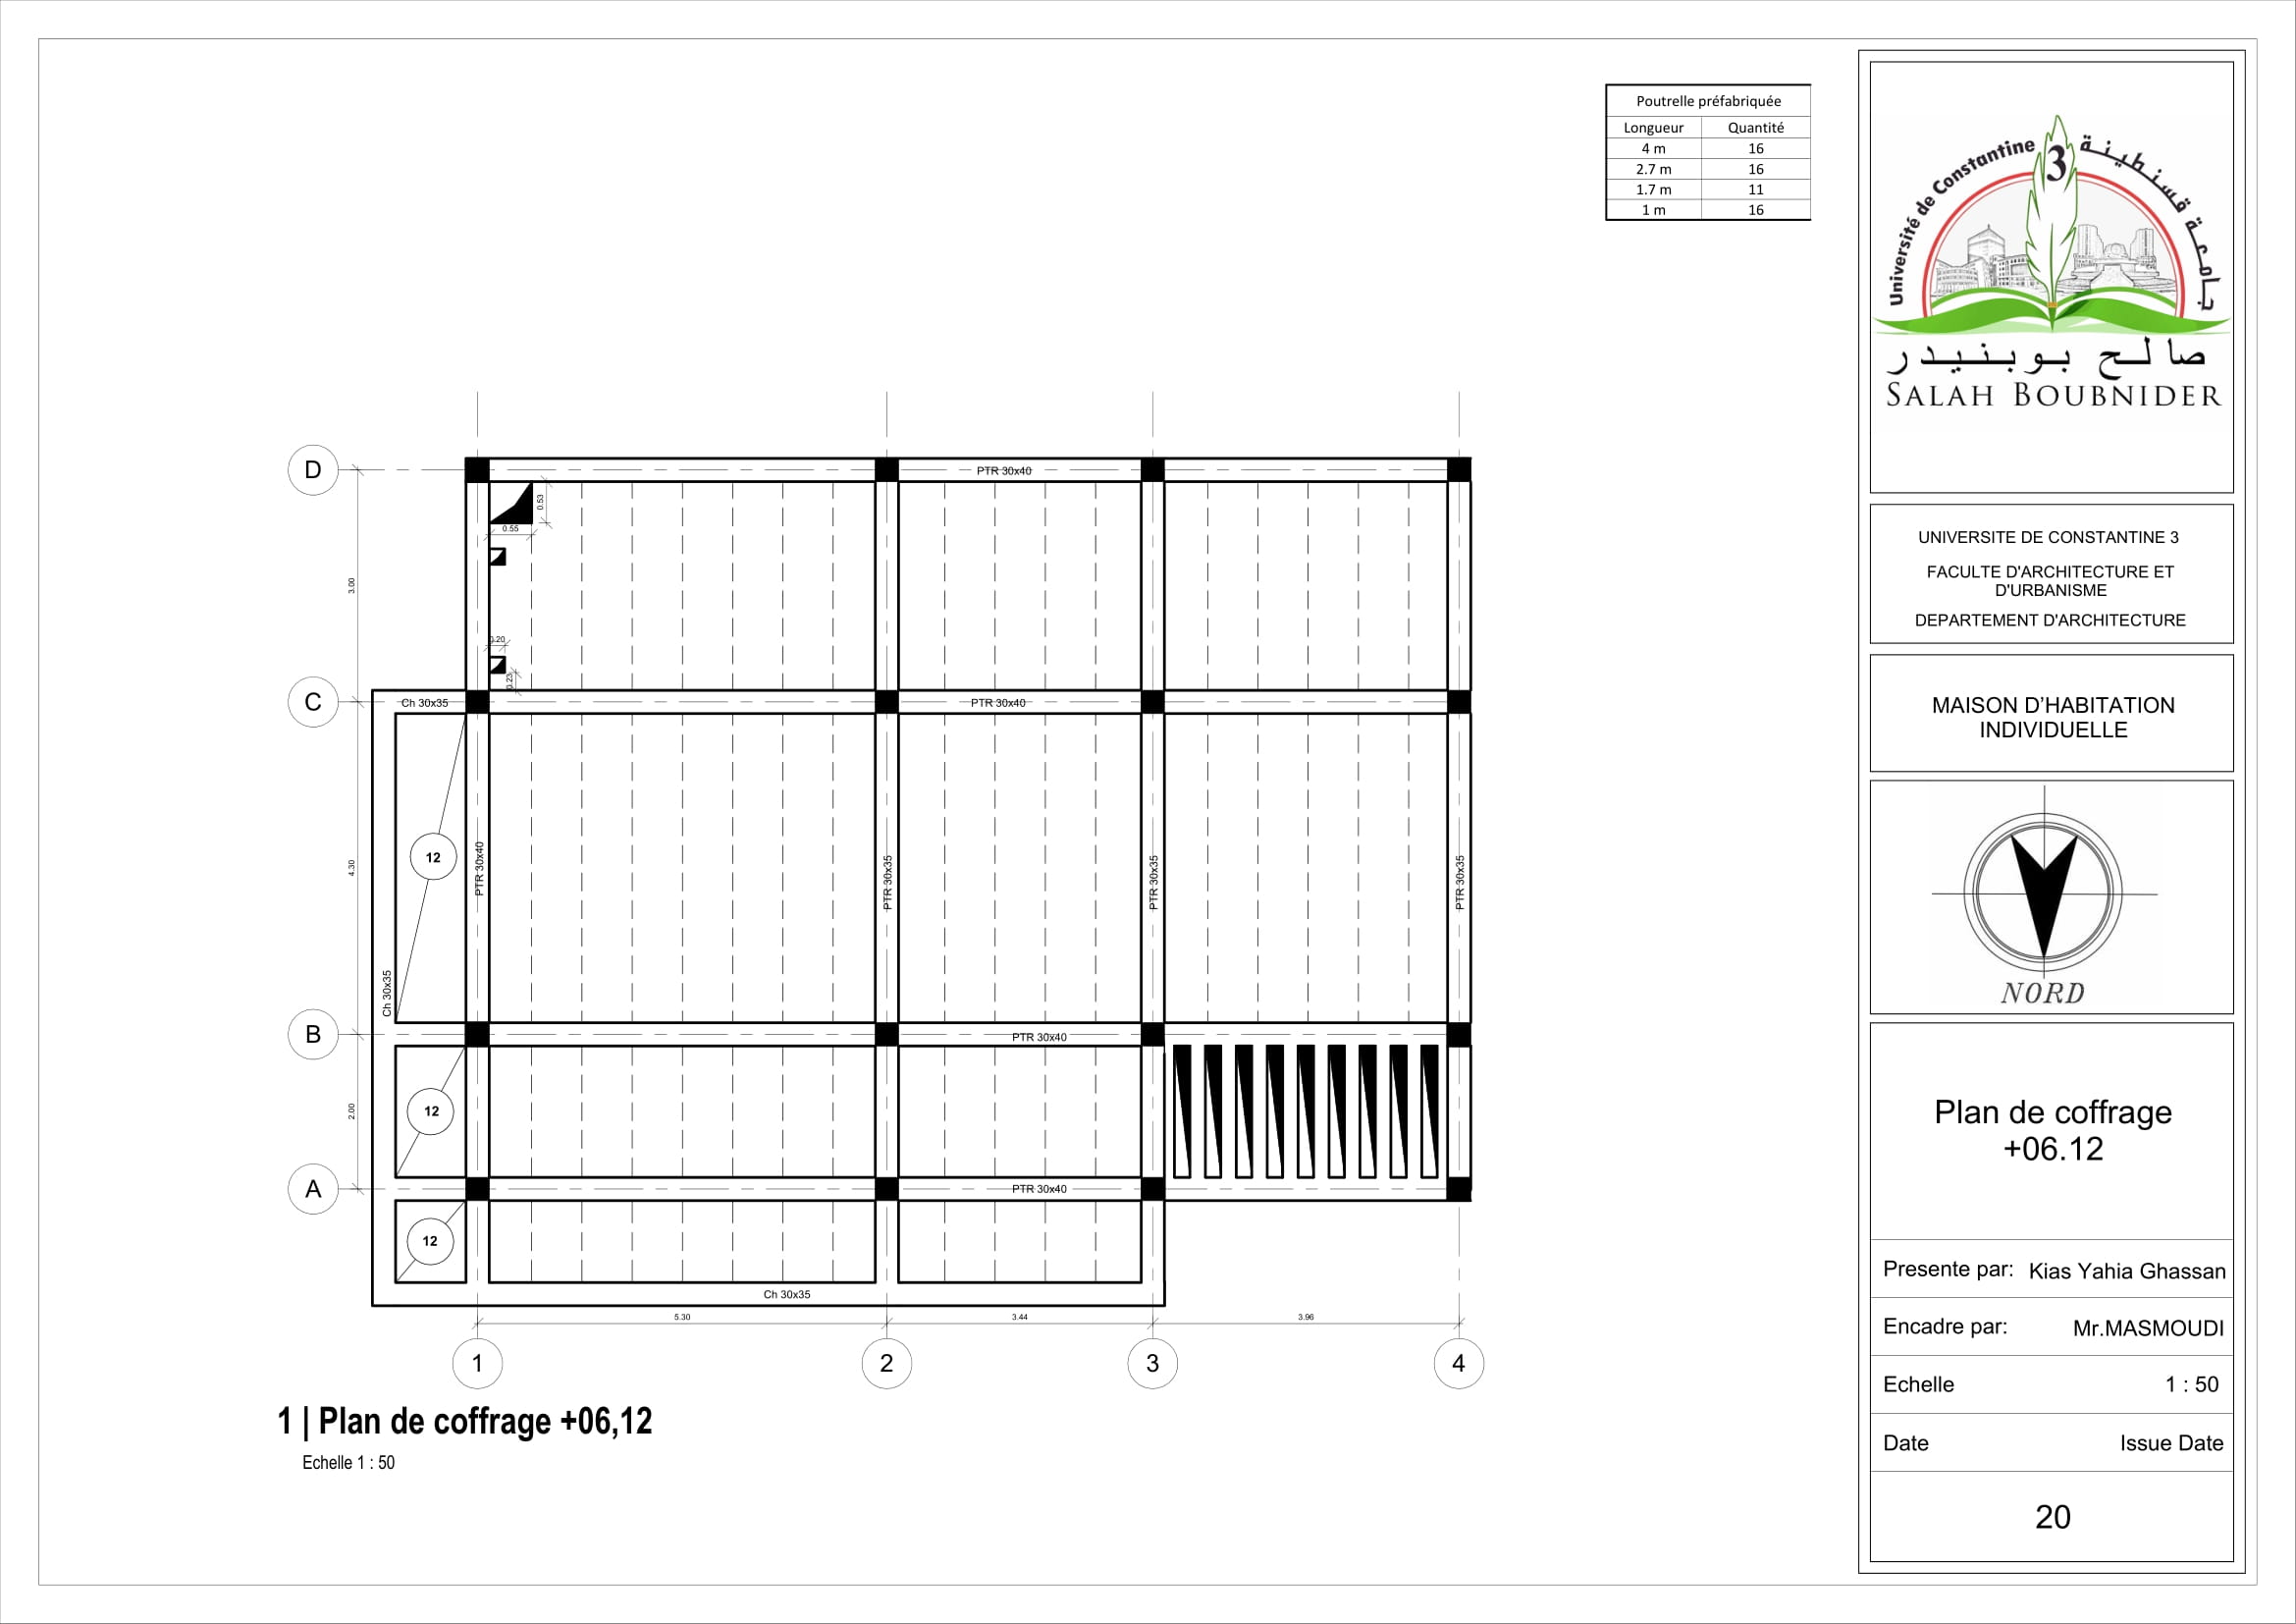 Poutrelle préfabriquée
Longueur Quantité
4 m 16
2.7 m 16
1.7 m 11
1 m 16
Université de Constantine 3 جامعة قسنطينة
صالح بوبنيدر
SALAH BOUBNIDER
UNIVERSITE DE CONSTANTINE 3
FACULTE D'ARCHITECTURE ET
D'URBANISME
DEPARTEMENT D'ARCHITECTURE
MAISON D'HABITATION
INDIVIDUELLE
NORD
Plan de coffrage
+06.12
Presente par: Kias Yahia Ghassan
Encadre par: Mr.MASMOUDI
Echelle 1 : 50
Date Issue Date
20
D
PTR 30x40
0.53
0.55
3.00
0.20
0.23
C
Ch 30x35
PTR 30x40
4.30
12
PTR 30x40
PTR 30x35
PTR 30x35
PTR 30x35
Ch 30x35
B
PTR 30x40
2.00
12
A
PTR 30x40
12
Ch 30x35
5.30
3.44
3.96
1
2
3
4
1 | Plan de coffrage +06,12
Echelle 1 : 50